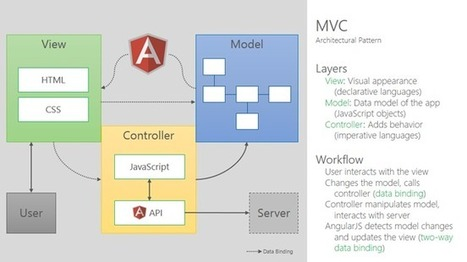 View
HTML
CSS
A
Model
Controller
JavaScript
A API
User
Server
Data Binding
MVC
Architectural Pattern
Layers
View: Visual appearance
(declarative languages)
Model: Data model of the app
(JavaScript objects)
Controller: Adds behavior
(imperative languages)
Workflow
User interacts with the view
Changes the model, calls
controller (data binding)
Controller manipulates model,
interacts with server
AngularJS detects model changes
and updates the view (two-way
data binding)